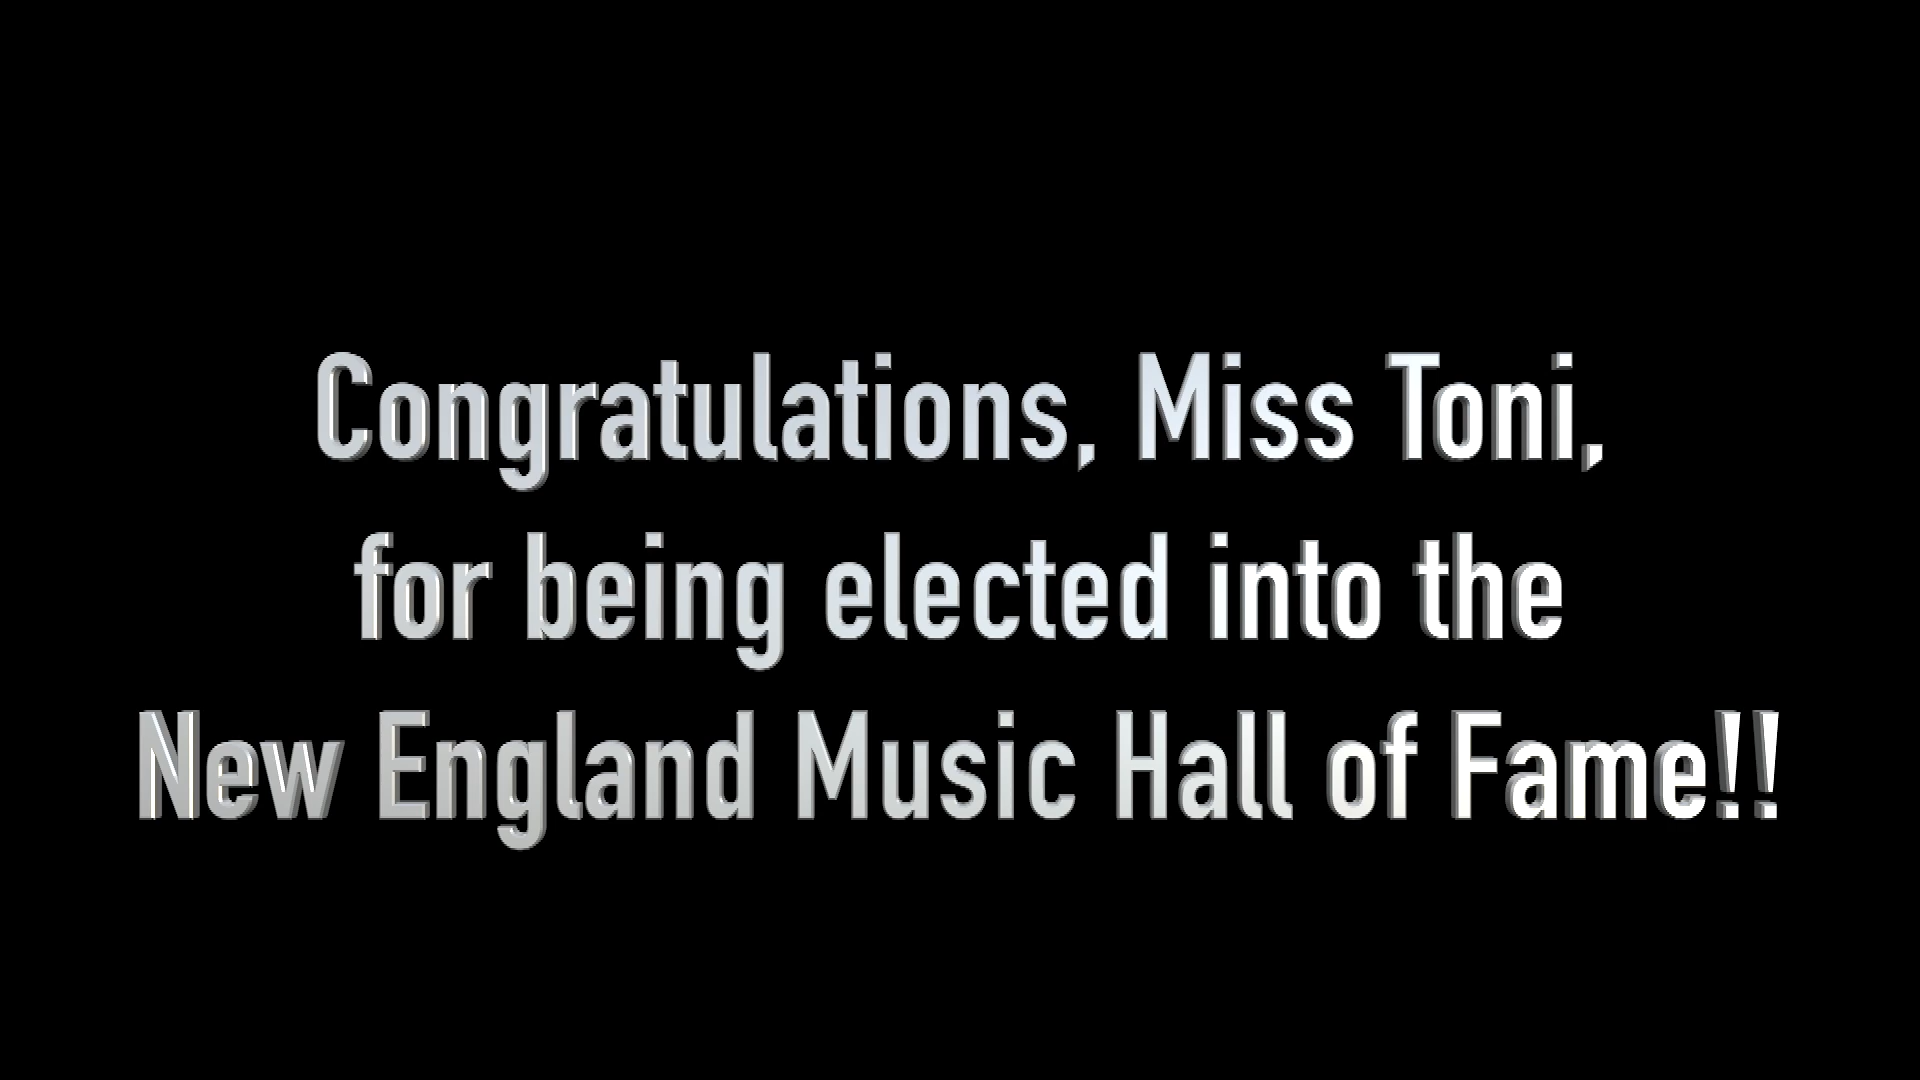 Congratulations, Miss Toni,
for being elected into the
New England Music Hall of Fame!!